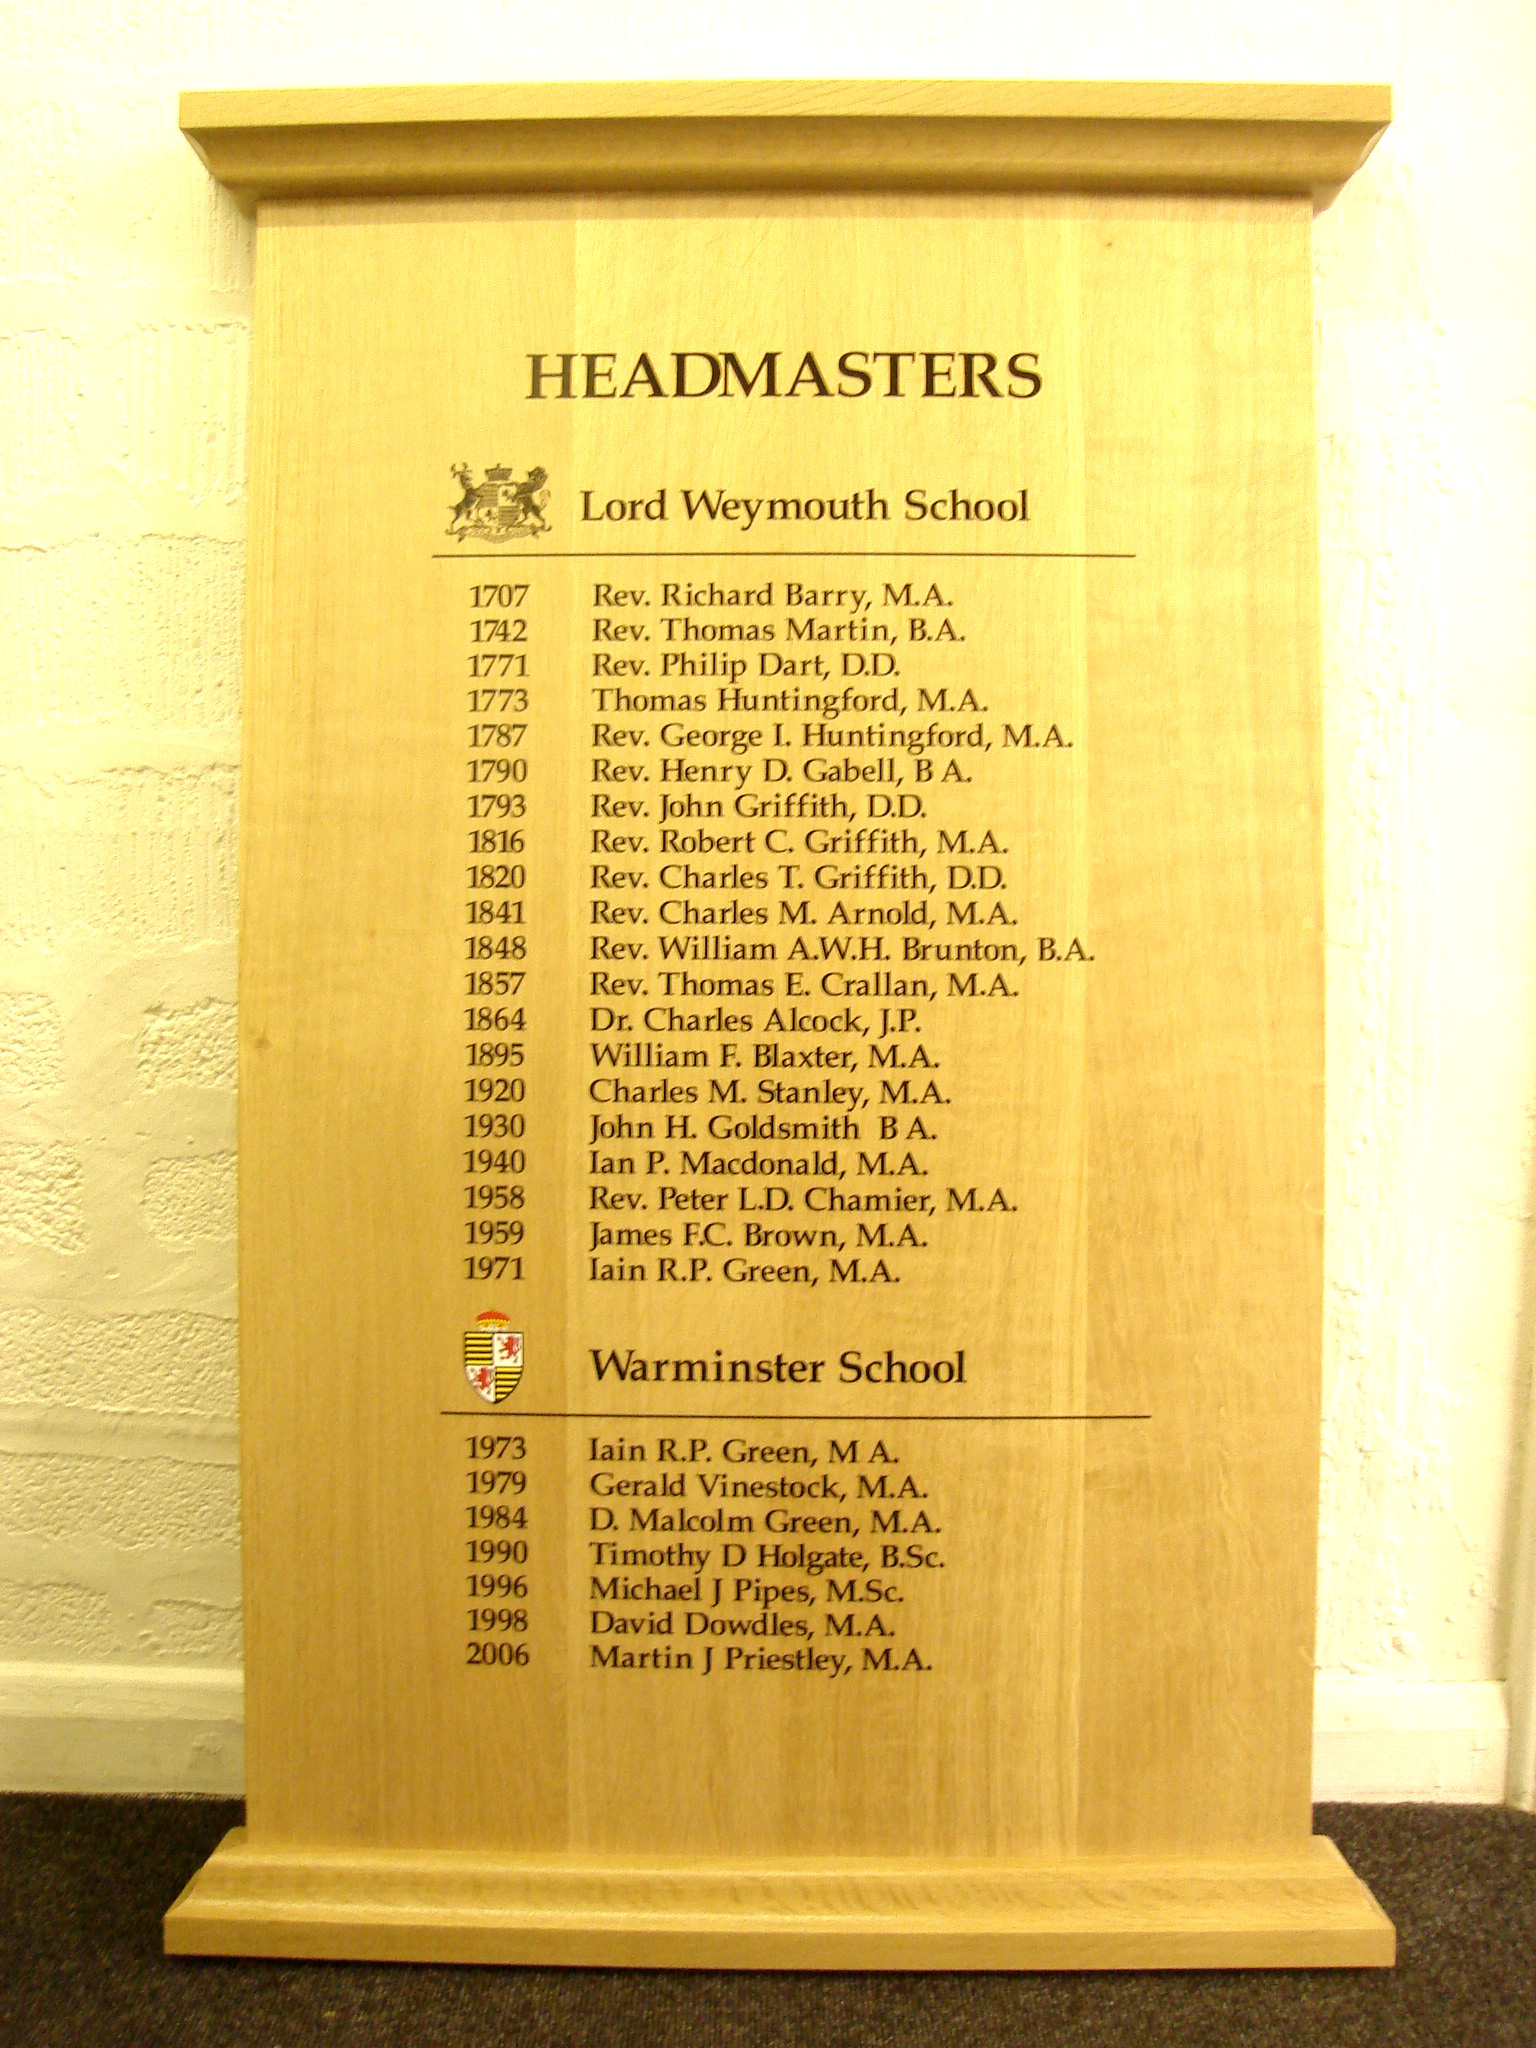 HEADMASTERS
Lord Weymouth School
1707 Rev. Richard Barry, M.A.
1742 Rev. Thomas Martin, B.A.
1771 Rev. Philip Dart, D.D.
1773 Thomas Huntingford, M.A.
1787 Rev. George I. Huntingford, M.A.
1790 Rev. Henry D. Gabell, B A.
1793 Rev. John Griffith, D.D.
1816 Rev. Robert C. Griffith, M.A.
1820 Rev. Charles T. Griffith, D.D.
1841 Rev. Charles M. Arnold, M.A.
1848 Rev. William A.W.H. Brunton, B.A.
1857 Rev. Thomas E. Crallan, M.A.
1864 Dr. Charles Alcock, J.P.
1895 William F. Blaxter, M.A.
1920 Charles M. Stanley, M.A.
1930 John H. Goldsmith B A.
1940 Ian P. Macdonald, M.A.
1958 Rev. Peter L.D. Chamier, M.A.
1959 James F.C. Brown, M.A.
1971 Iain R.P. Green, M.A.
Warminster School
1973 Iain R.P. Green, M A.
1979 Gerald Vinestock, M.A.
1984 D. Malcolm Green, M.A.
1990 Timothy D Holgate, B.Sc.
1996 Michael J Pipes, M.Sc.
1998 David Dowdles, M.A.
2006 Martin J Priestley, M.A.